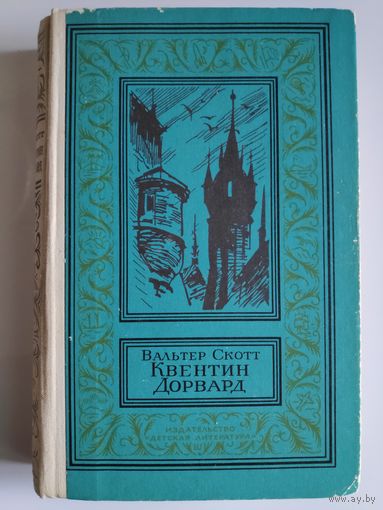 Вальтер Скотт
Квентин
Дорвард
ИЗДАТЕЛЬСТВО
"ДЕТСКАЯ ЛИТЕРАТУРА"
ay.by